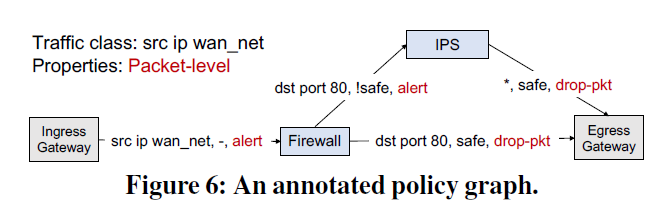 Traffic class: src ip wan_net
Properties: Packet-level
IPS
dst port 80, !safe, alert
*, safe, drop-pkt
Ingress
Gateway
src ip wan_net, -, alert
Firewall
dst port 80, safe, drop-pkt
Egress
Gateway
Figure 6: An annotated policy graph.